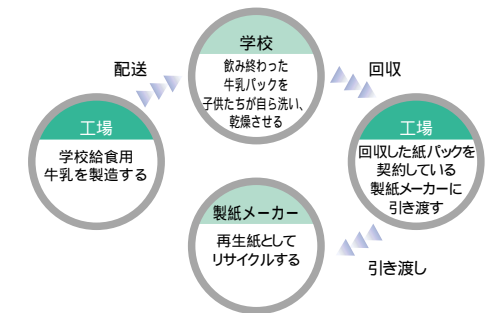 学校
飲み終わった
牛乳パックを
子供たちが自ら洗い、
乾燥させる
配送
回収
工場
学校給食用
牛乳を製造する
工場
回収した紙パックを
契約している
製紙メーカーに
引き渡す
製紙メーカー
再生紙として
リサイクルする
引き渡し